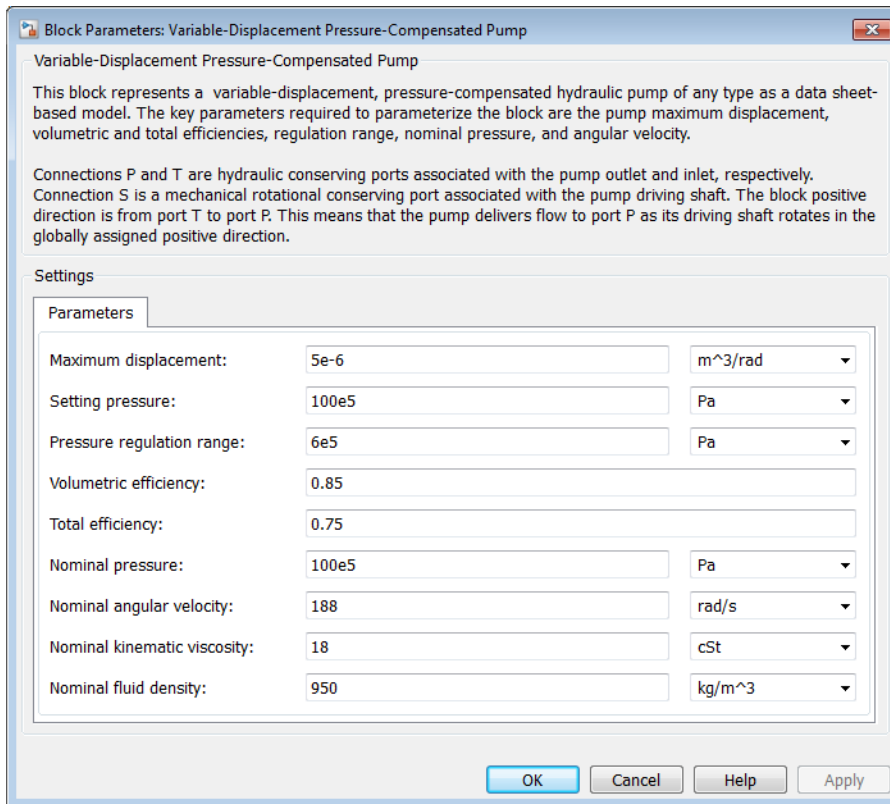 Block Parameters: Variable-Displacement Pressure-Compensated Pump
Variable-Displacement Pressure-Compensated Pump
This block represents a  variable-displacement, pressure-compensated hydraulic pump of any type as a data sheet-
based model. The key parameters required to parameterize the block are the pump maximum displacement,
volumetric and total efficiencies, regulation range, nominal pressure, and angular velocity.
Connections P and T are hydraulic conserving ports associated with the pump outlet and inlet, respectively.
Connection S is a mechanical rotational conserving port associated with the pump driving shaft. The block positive
direction is from port T to port P. This means that the pump delivers flow to port P as its driving shaft rotates in the
globally assigned positive direction.
Settings
Parameters
Maximum displacement: 5e-6 m^3/rad
Setting pressure: 100e5 Pa
Pressure regulation range: 6e5 Pa
Volumetric efficiency: 0.85
Total efficiency: 0.75
Nominal pressure: 100e5 Pa
Nominal angular velocity: 188 rad/s
Nominal kinematic viscosity: 18 cSt
Nominal fluid density: 950 kg/m^3
OK Cancel Help Apply